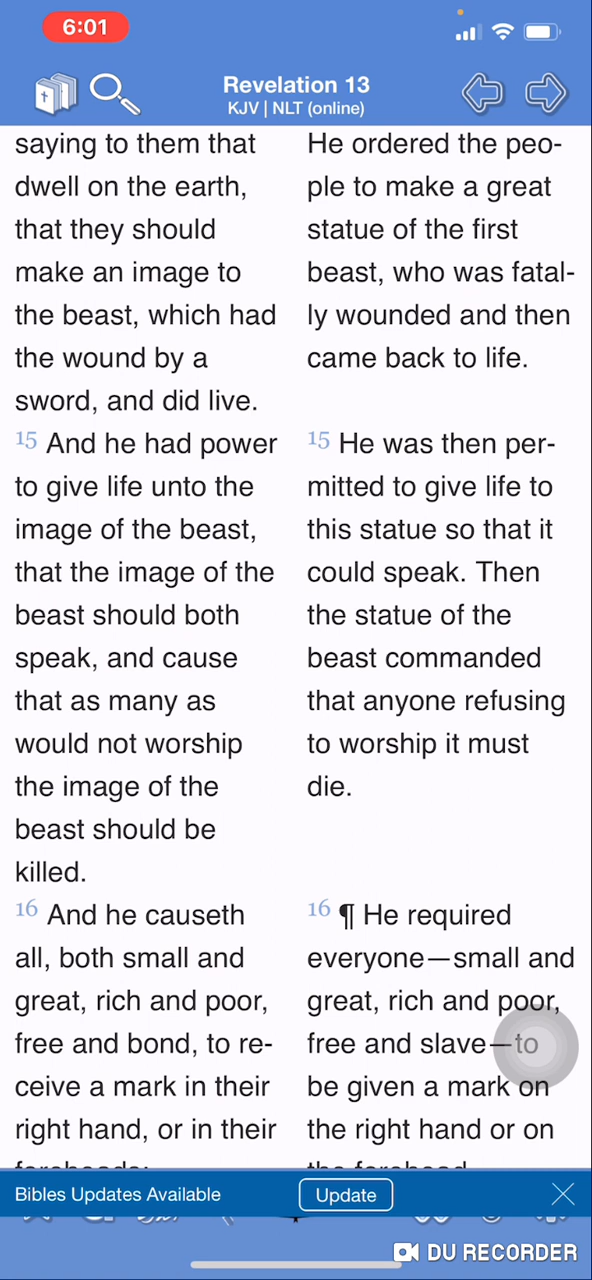 6:01
Revelation 13
KJV | NLT (online)
saying to them that
dwell on the earth,
that they should
make an image to
the beast, which had
the wound by a
sword, and did live.
15 And he had power
to give life unto the
image of the beast,
that the image of the
beast should both
speak, and cause
that as many as
would not worship
the image of the
beast should be
killed.
16 And he causeth
all, both small and
great, rich and poor,
free and bond, to re-
ceive a mark in their
right hand, or in their
foreheads:
He ordered the peo-
ple to make a great
statue of the first
beast, who was fatal-
ly wounded and then
came back to life.
15 He was then per-
mitted to give life to
this statue so that it
could speak. Then
the statue of the
beast commanded
that anyone refusing
to worship it must
die.
16 ¶ He required
everyone—small and
great, rich and poor,
free and slave—to
be given a mark on
the right hand or on
the forehead
Bibles Updates Available
Update
DU RECORDER